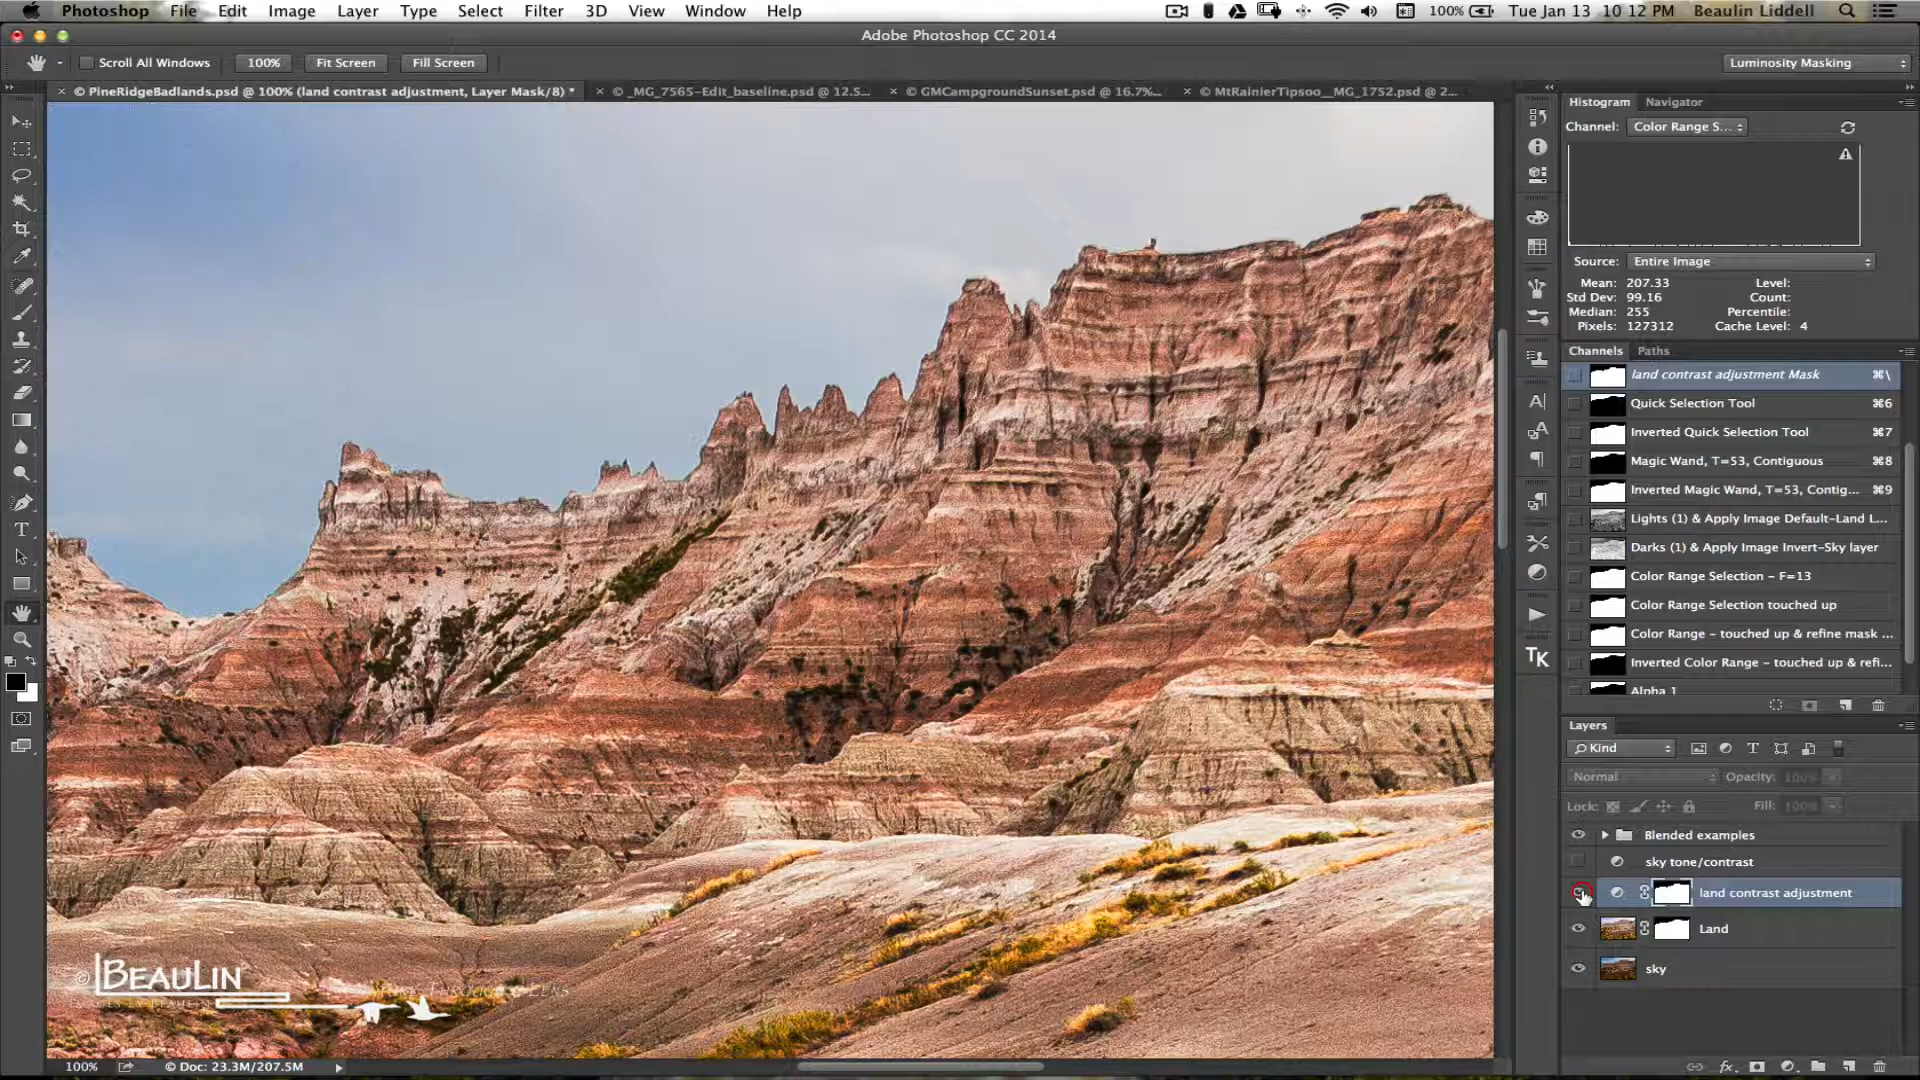 Photoshop File Edit Image Layer Type Select Filter 3D View Window Help 100% Tue Jan 13 10:12 PM Beaulin Liddell
Adobe Photoshop CC 2014
Scroll All Windows 100% Fit Screen Fill Screen Luminosity Masking
× © PineRidgeBadlands.psd @ 100% (land contrast adjustment, Layer Mask/8) * × © _MG_7565-Edit_baseline.psd @ 12.5... × © GMCampgroundSunset.psd @ 16.7%... × © MtRainierTipsoo__MG_1752.psd @ 2...
Histogram Navigator
Channel: Color Range S...
Source: Entire Image
Mean: 207.33 Level:
Std Dev: 99.16 Count:
Median: 255 Percentile:
Pixels: 127312 Cache Level: 4
Channels Paths
land contrast adjustment Mask ⌘\
Quick Selection Tool ⌘6
Inverted Quick Selection Tool ⌘7
Magic Wand, T=53, Contiguous ⌘8
Inverted Magic Wand, T=53, Contig... ⌘9
Lights (1) & Apply Image Default-Land L...
Darks (1) & Apply Image Invert-Sky layer
Color Range Selection - F=13
Color Range Selection touched up
Color Range - touched up & refine mask ...
Inverted Color Range - touched up & refi...
Alpha 1
TK
Layers
Kind
Normal Opacity: 100%
Lock: Fill: 100%
Blended examples
sky tone/contrast
land contrast adjustment
Land
sky
© BEAULIN
100% © Doc: 23.3M/207.5M